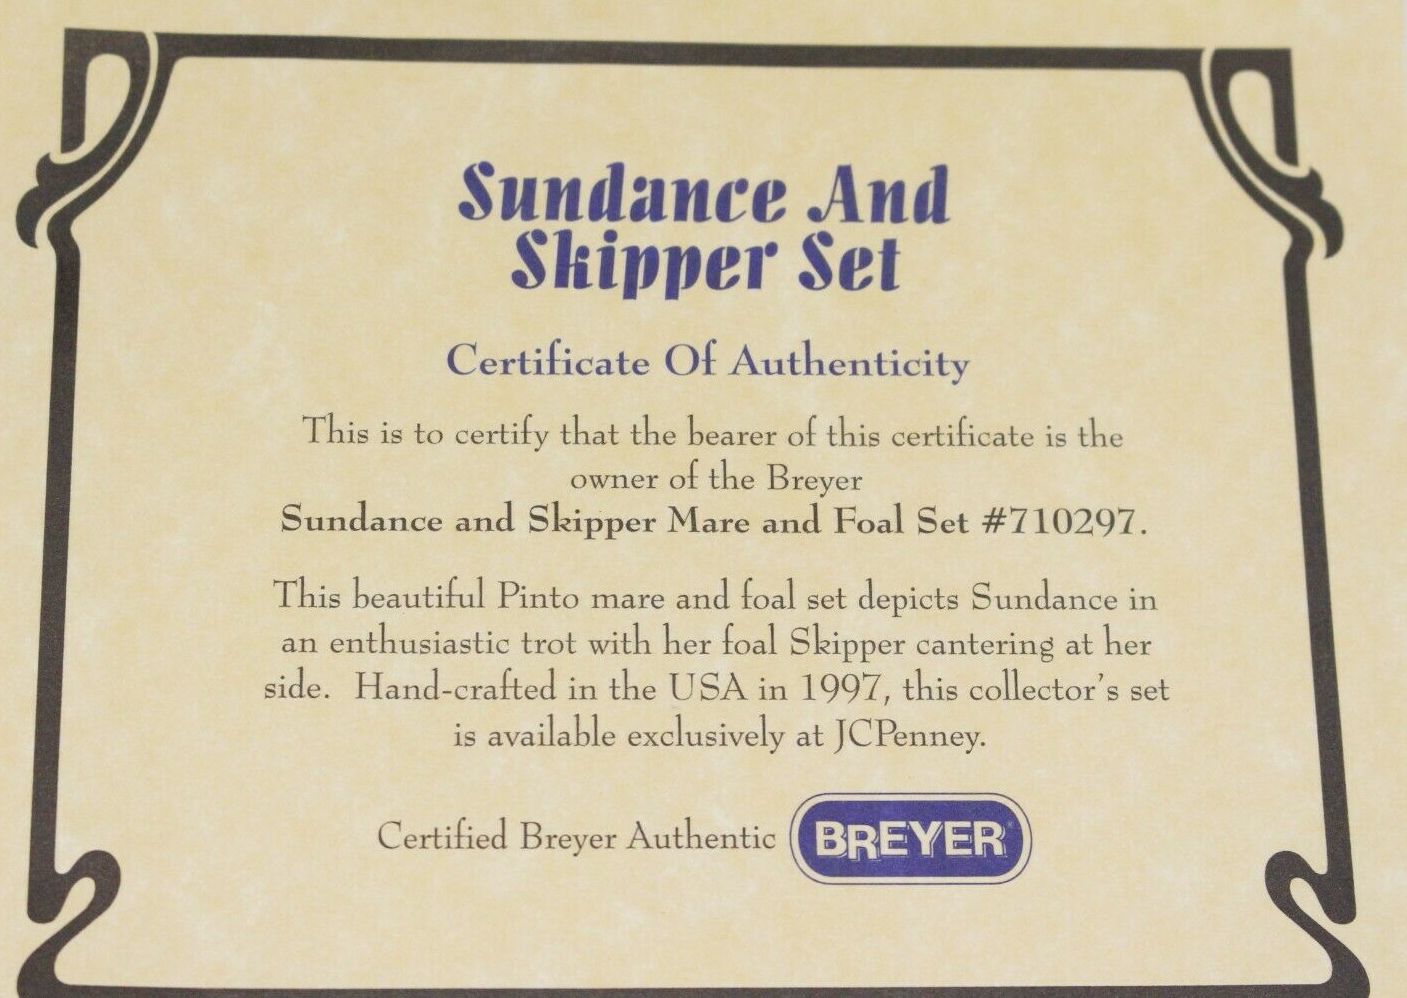 Sundance And
Skipper Set
Certificate Of Authenticity
This is to certify that the bearer of this certificate is the
owner of the Breyer
Sundance and Skipper Mare and Foal Set #710297.
This beautiful Pinto mare and foal set depicts Sundance in
an enthusiastic trot with her foal Skipper cantering at her
side. Hand-crafted in the USA in 1997, this collector's set
is available exclusively at JCPenney.
Certified Breyer Authentic BREYER®